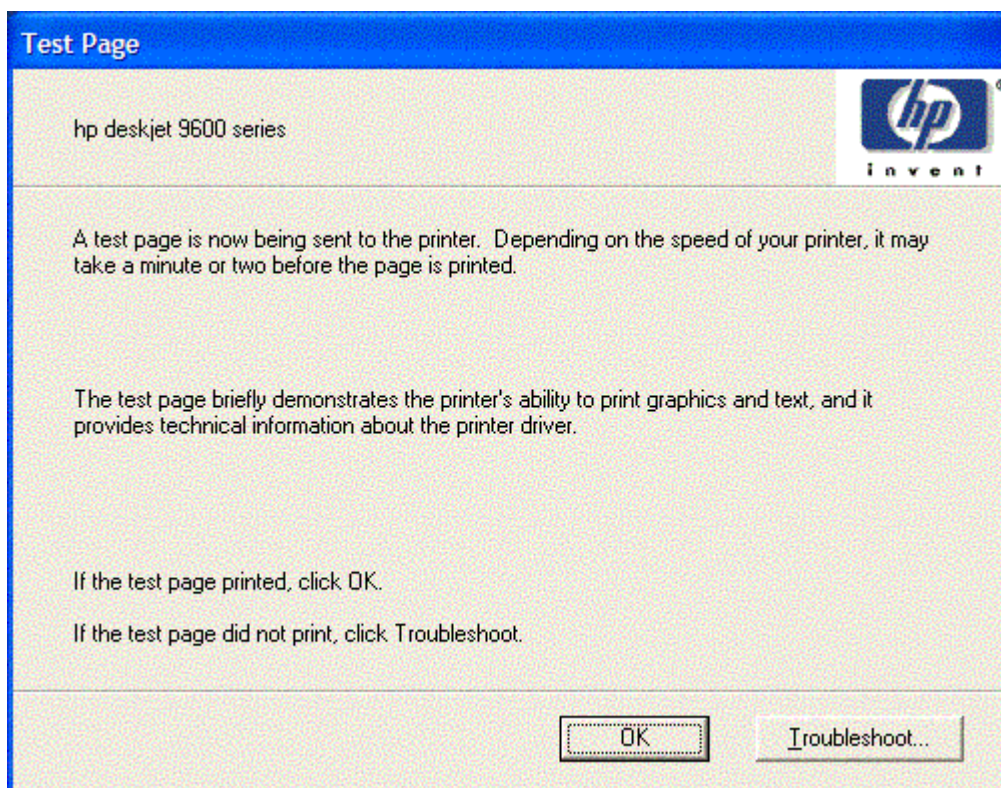 Test Page
hp deskjet 9600 series
hp
invent
A test page is now being sent to the printer.  Depending on the speed of your printer, it may
take a minute or two before the page is printed.
The test page briefly demonstrates the printer's ability to print graphics and text, and it
provides technical information about the printer driver.
If the test page printed, click OK.
If the test page did not print, click Troubleshoot.
OK
Troubleshoot...